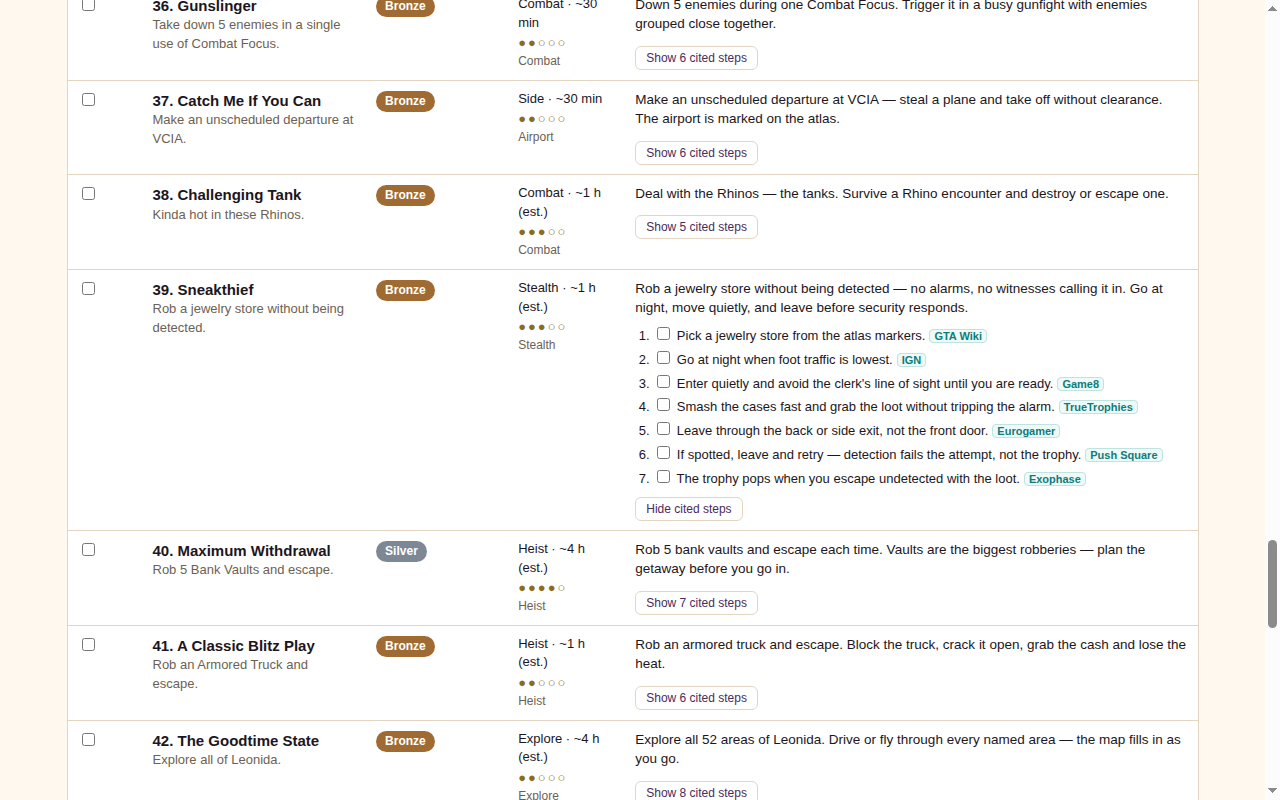 36. Gunslinger
Take down 5 enemies in a single
use of Combat Focus.
Bronze
Combat · ~30
min
●●○○○
Combat
Down 5 enemies during one Combat Focus. Trigger it in a busy gunfight with enemies
grouped close together.
Show 6 cited steps
37. Catch Me If You Can
Make an unscheduled departure at
VCIA.
Bronze
Side · ~30 min
●●○○○
Airport
Make an unscheduled departure at VCIA — steal a plane and take off without clearance.
The airport is marked on the atlas.
Show 6 cited steps
38. Challenging Tank
Kinda hot in these Rhinos.
Bronze
Combat · ~1 h
(est.)
●●●○○
Combat
Deal with the Rhinos — the tanks. Survive a Rhino encounter and destroy or escape one.
Show 5 cited steps
39. Sneakthief
Rob a jewelry store without being
detected.
Bronze
Stealth · ~1 h
(est.)
●●●○○
Stealth
Rob a jewelry store without being detected — no alarms, no witnesses calling it in. Go at
night, move quietly, and leave before security responds.
1. Pick a jewelry store from the atlas markers. GTA Wiki
2. Go at night when foot traffic is lowest. IGN
3. Enter quietly and avoid the clerk's line of sight until you are ready. Game8
4. Smash the cases fast and grab the loot without tripping the alarm. TrueTrophies
5. Leave through the back or side exit, not the front door. Eurogamer
6. If spotted, leave and retry — detection fails the attempt, not the trophy. Push Square
7. The trophy pops when you escape undetected with the loot. Exophase
Hide cited steps
40. Maximum Withdrawal
Rob 5 Bank Vaults and escape.
Silver
Heist · ~4 h
(est.)
●●●●○
Heist
Rob 5 bank vaults and escape each time. Vaults are the biggest robberies — plan the
getaway before you go in.
Show 7 cited steps
41. A Classic Blitz Play
Rob an Armored Truck and
escape.
Bronze
Heist · ~1 h
(est.)
●●○○○
Heist
Rob an armored truck and escape. Block the truck, crack it open, grab the cash and lose the
heat.
Show 6 cited steps
42. The Goodtime State
Explore all of Leonida.
Bronze
Explore · ~4 h
(est.)
●●○○○
Explore
Explore all 52 areas of Leonida. Drive or fly through every named area — the map fills in as
you go.
Show 8 cited steps